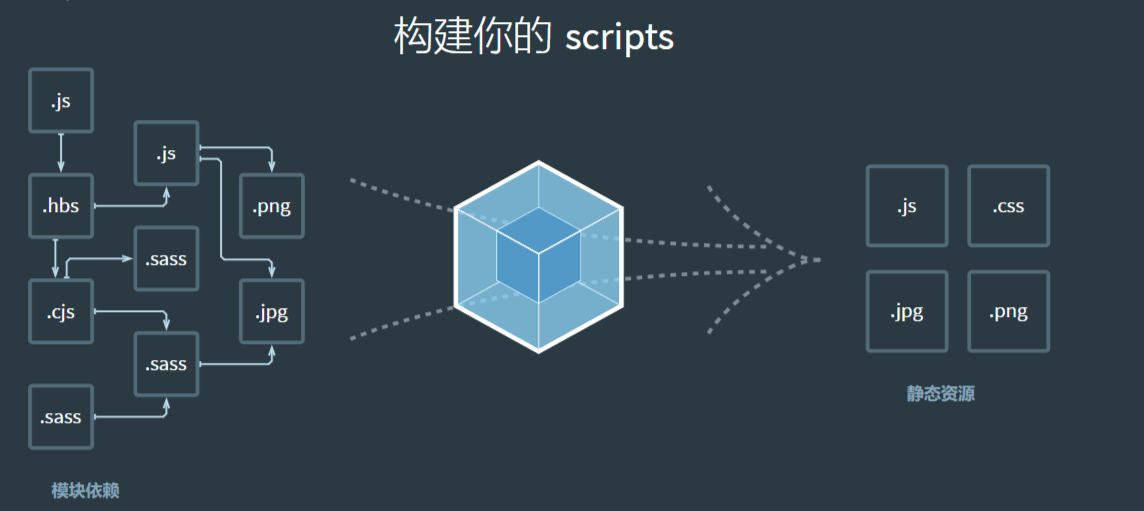 构建你的 scripts
.js
.js
.hbs
.png
.sass
.cjs
.jpg
.sass
.sass
模块依赖
.js
.css
.jpg
.png
静态资源